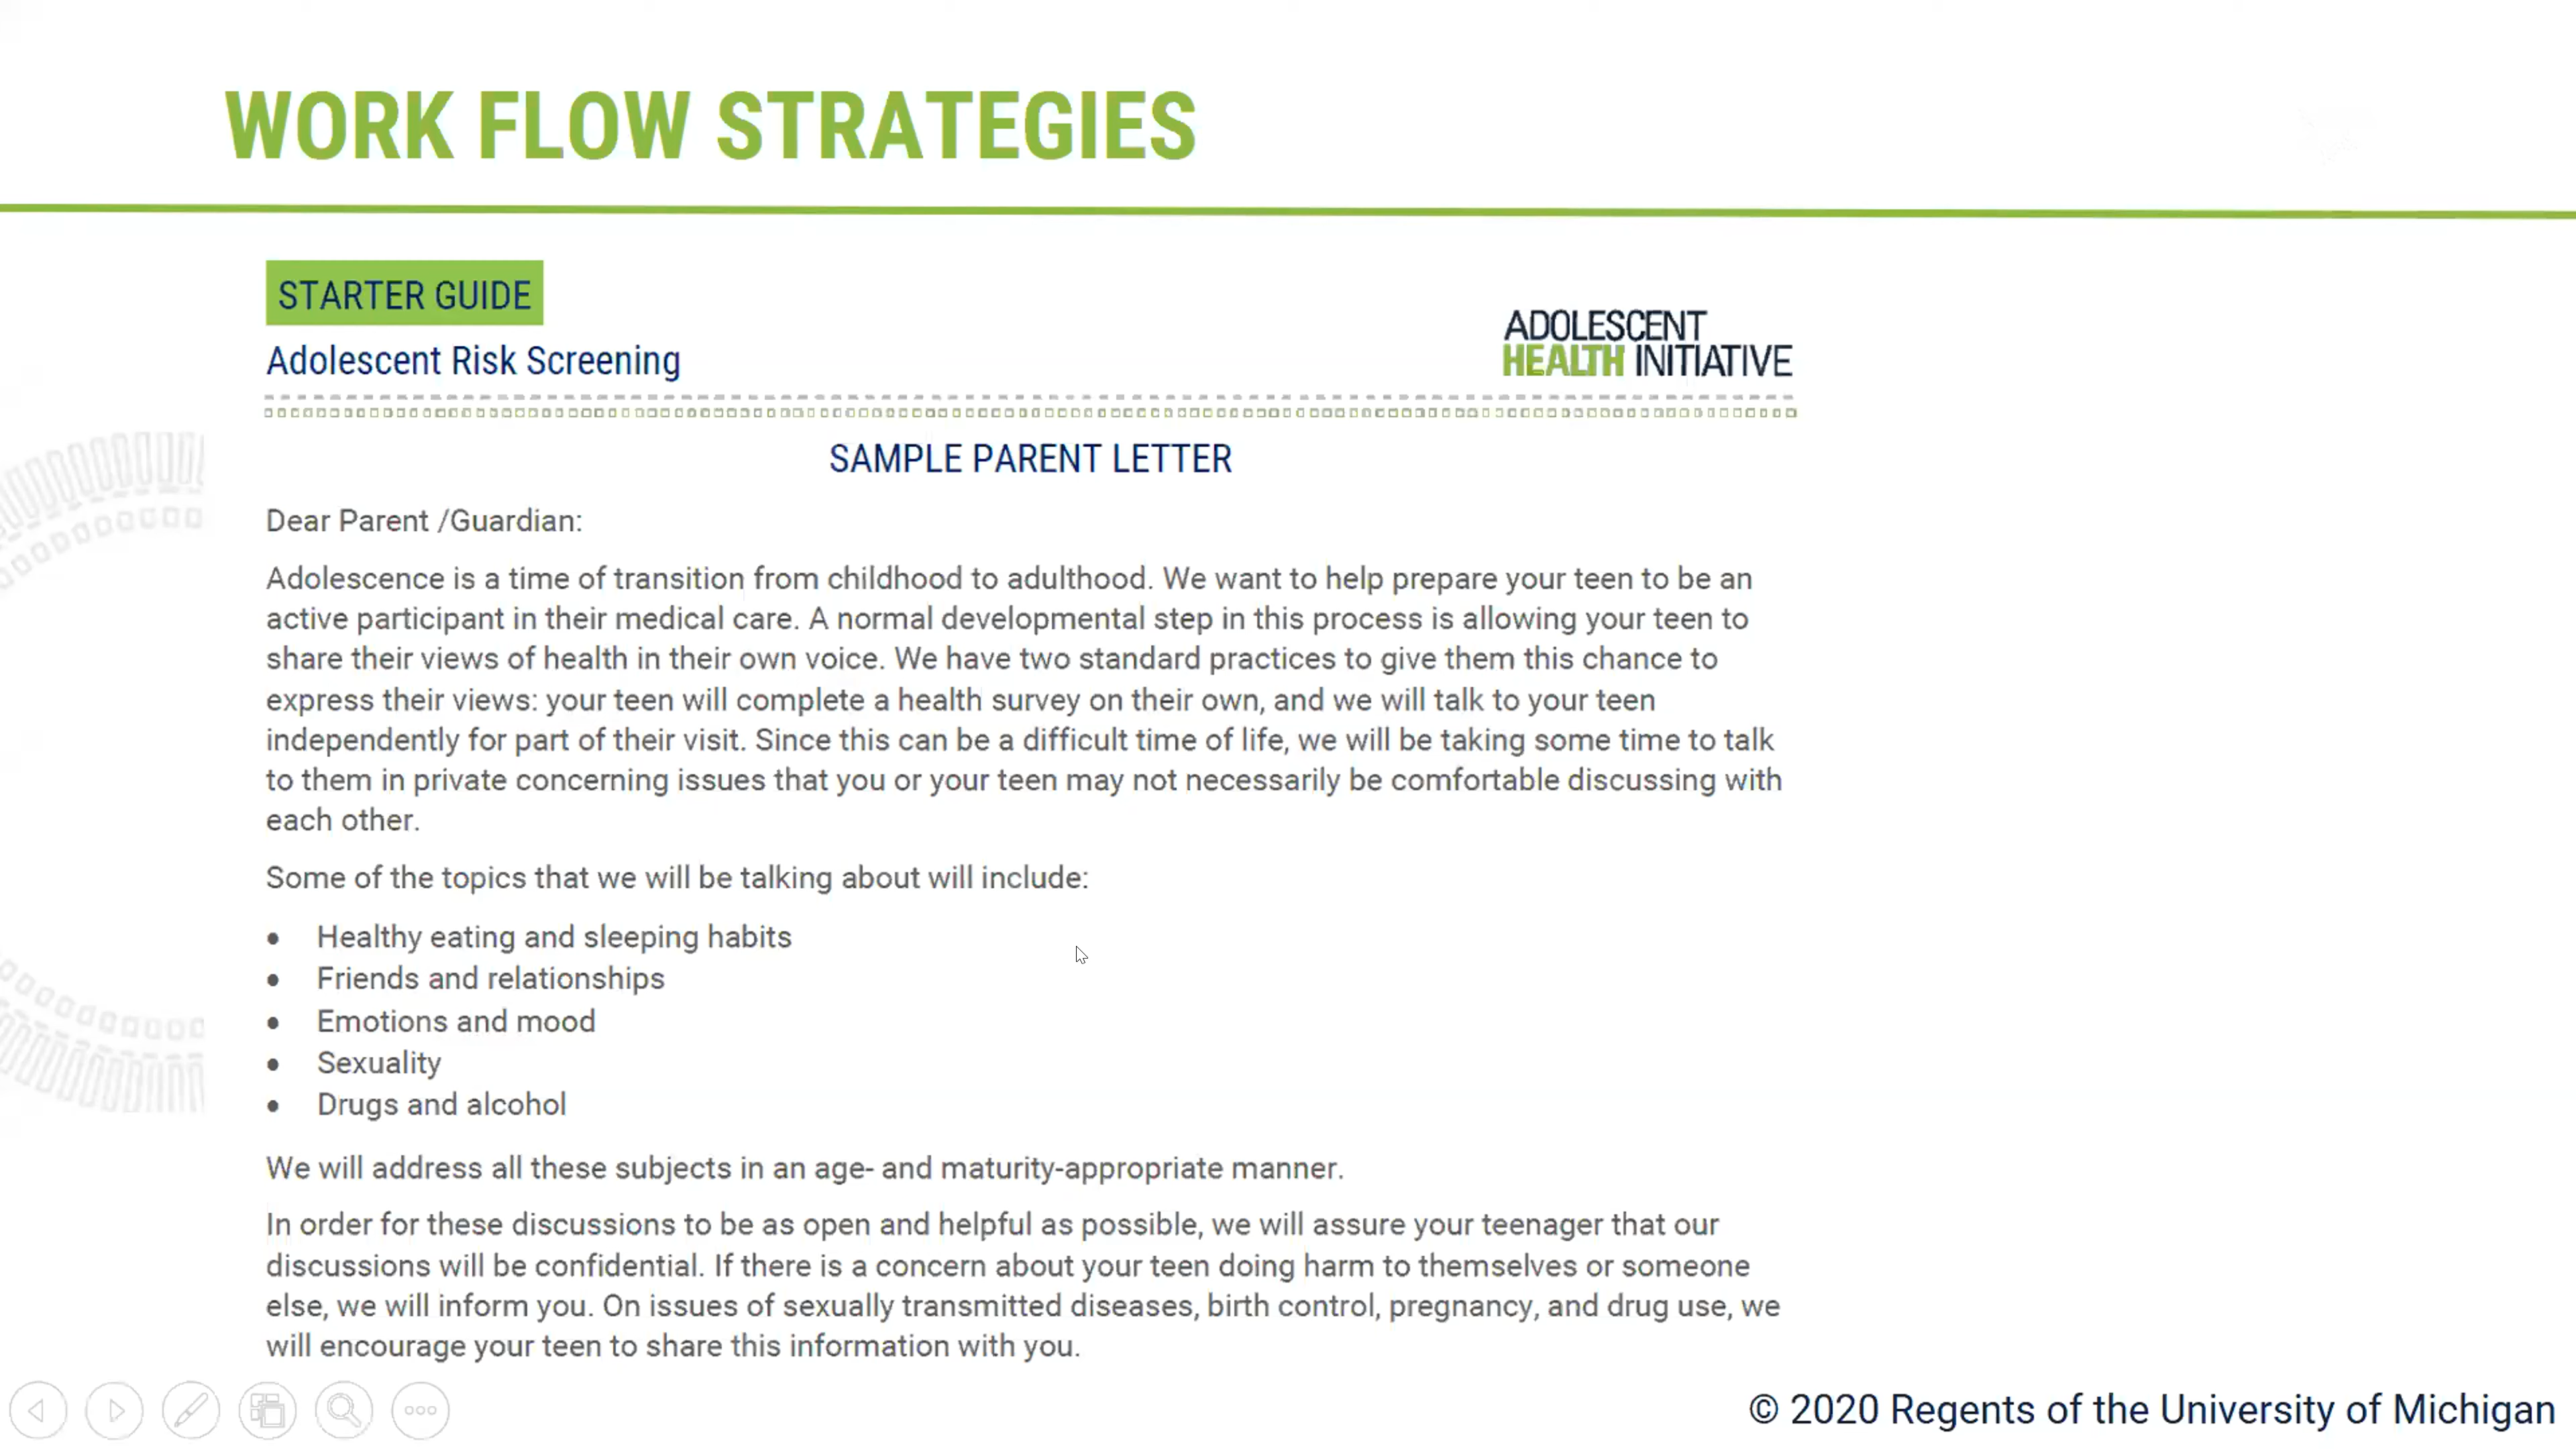 WORK FLOW STRATEGIES
STARTER GUIDE
Adolescent Risk Screening
ADOLESCENT
HEALTH INITIATIVE
SAMPLE PARENT LETTER
Dear Parent /Guardian:
Adolescence is a time of transition from childhood to adulthood. We want to help prepare your teen to be an
active participant in their medical care. A normal developmental step in this process is allowing your teen to
share their views of health in their own voice. We have two standard practices to give them this chance to
express their views: your teen will complete a health survey on their own, and we will talk to your teen
independently for part of their visit. Since this can be a difficult time of life, we will be taking some time to talk
to them in private concerning issues that you or your teen may not necessarily be comfortable discussing with
each other.
Some of the topics that we will be talking about will include:
• Healthy eating and sleeping habits
• Friends and relationships
• Emotions and mood
• Sexuality
• Drugs and alcohol
We will address all these subjects in an age- and maturity-appropriate manner.
In order for these discussions to be as open and helpful as possible, we will assure your teenager that our
discussions will be confidential. If there is a concern about your teen doing harm to themselves or someone
else, we will inform you. On issues of sexually transmitted diseases, birth control, pregnancy, and drug use, we
will encourage your teen to share this information with you.
© 2020 Regents of the University of Michigan